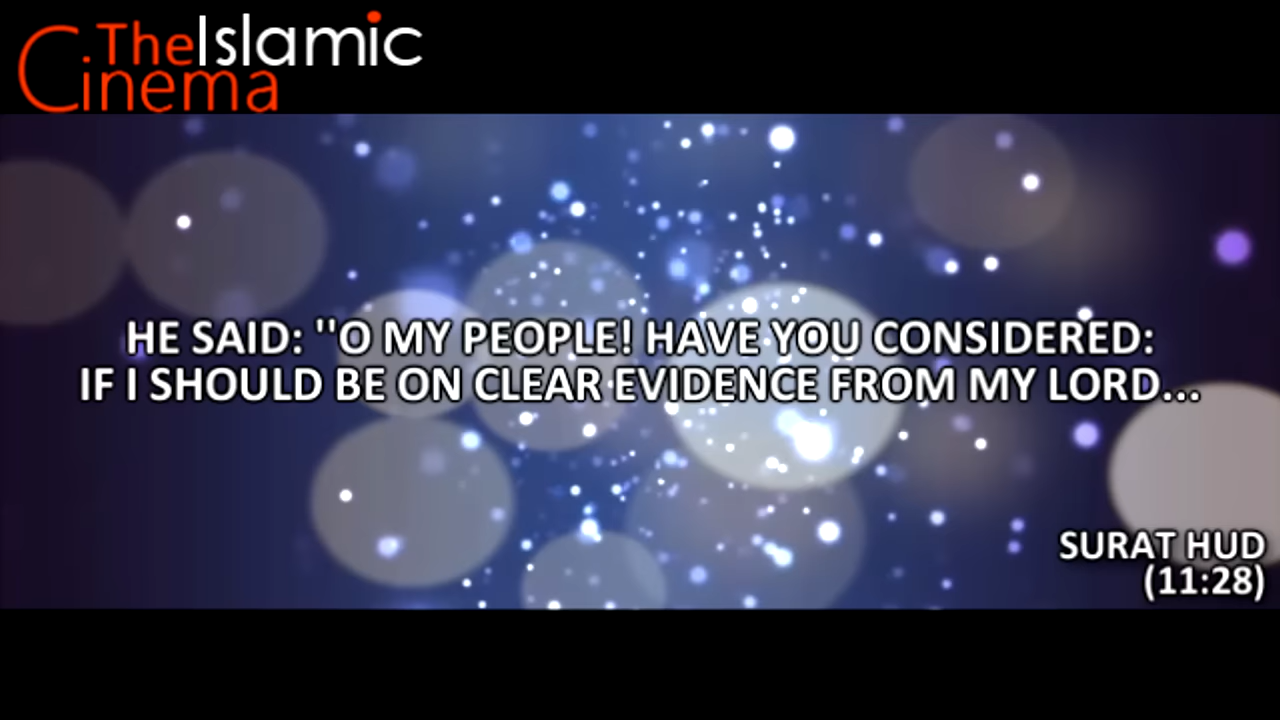 TheIslamic
Cinema
HE SAID: "O MY PEOPLE! HAVE YOU CONSIDERED:
IF I SHOULD BE ON CLEAR EVIDENCE FROM MY LORD...
SURAT HUD
(11:28)